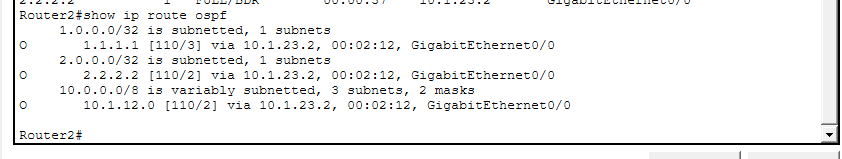 2.2.2.2 1 FULL/BDR 00:00:37 10.1.23.2 GigabitEthernet0/0
Router2#show ip route ospf
1.0.0.0/32 is subnetted, 1 subnets
O 1.1.1.1 [110/3] via 10.1.23.2, 00:02:12, GigabitEthernet0/0
2.0.0.0/32 is subnetted, 1 subnets
O 2.2.2.2 [110/2] via 10.1.23.2, 00:02:12, GigabitEthernet0/0
10.0.0.0/8 is variably subnetted, 3 subnets, 2 masks
O 10.1.12.0 [110/2] via 10.1.23.2, 00:02:12, GigabitEthernet0/0
Router2#